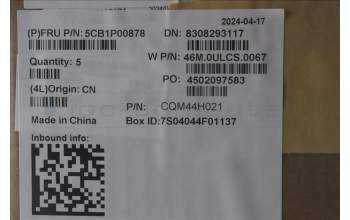 2024-04-17
(P)FRU P/N: 5CB1P00878 DN: 8308293117
W P/N: 46M.0ULCS.0067
Quantity: 5
PO: 4502097583
(4L)Origin: CN
P/N: CQM44H021
Made in China Box ID:7S04044F01137
Inbound info: